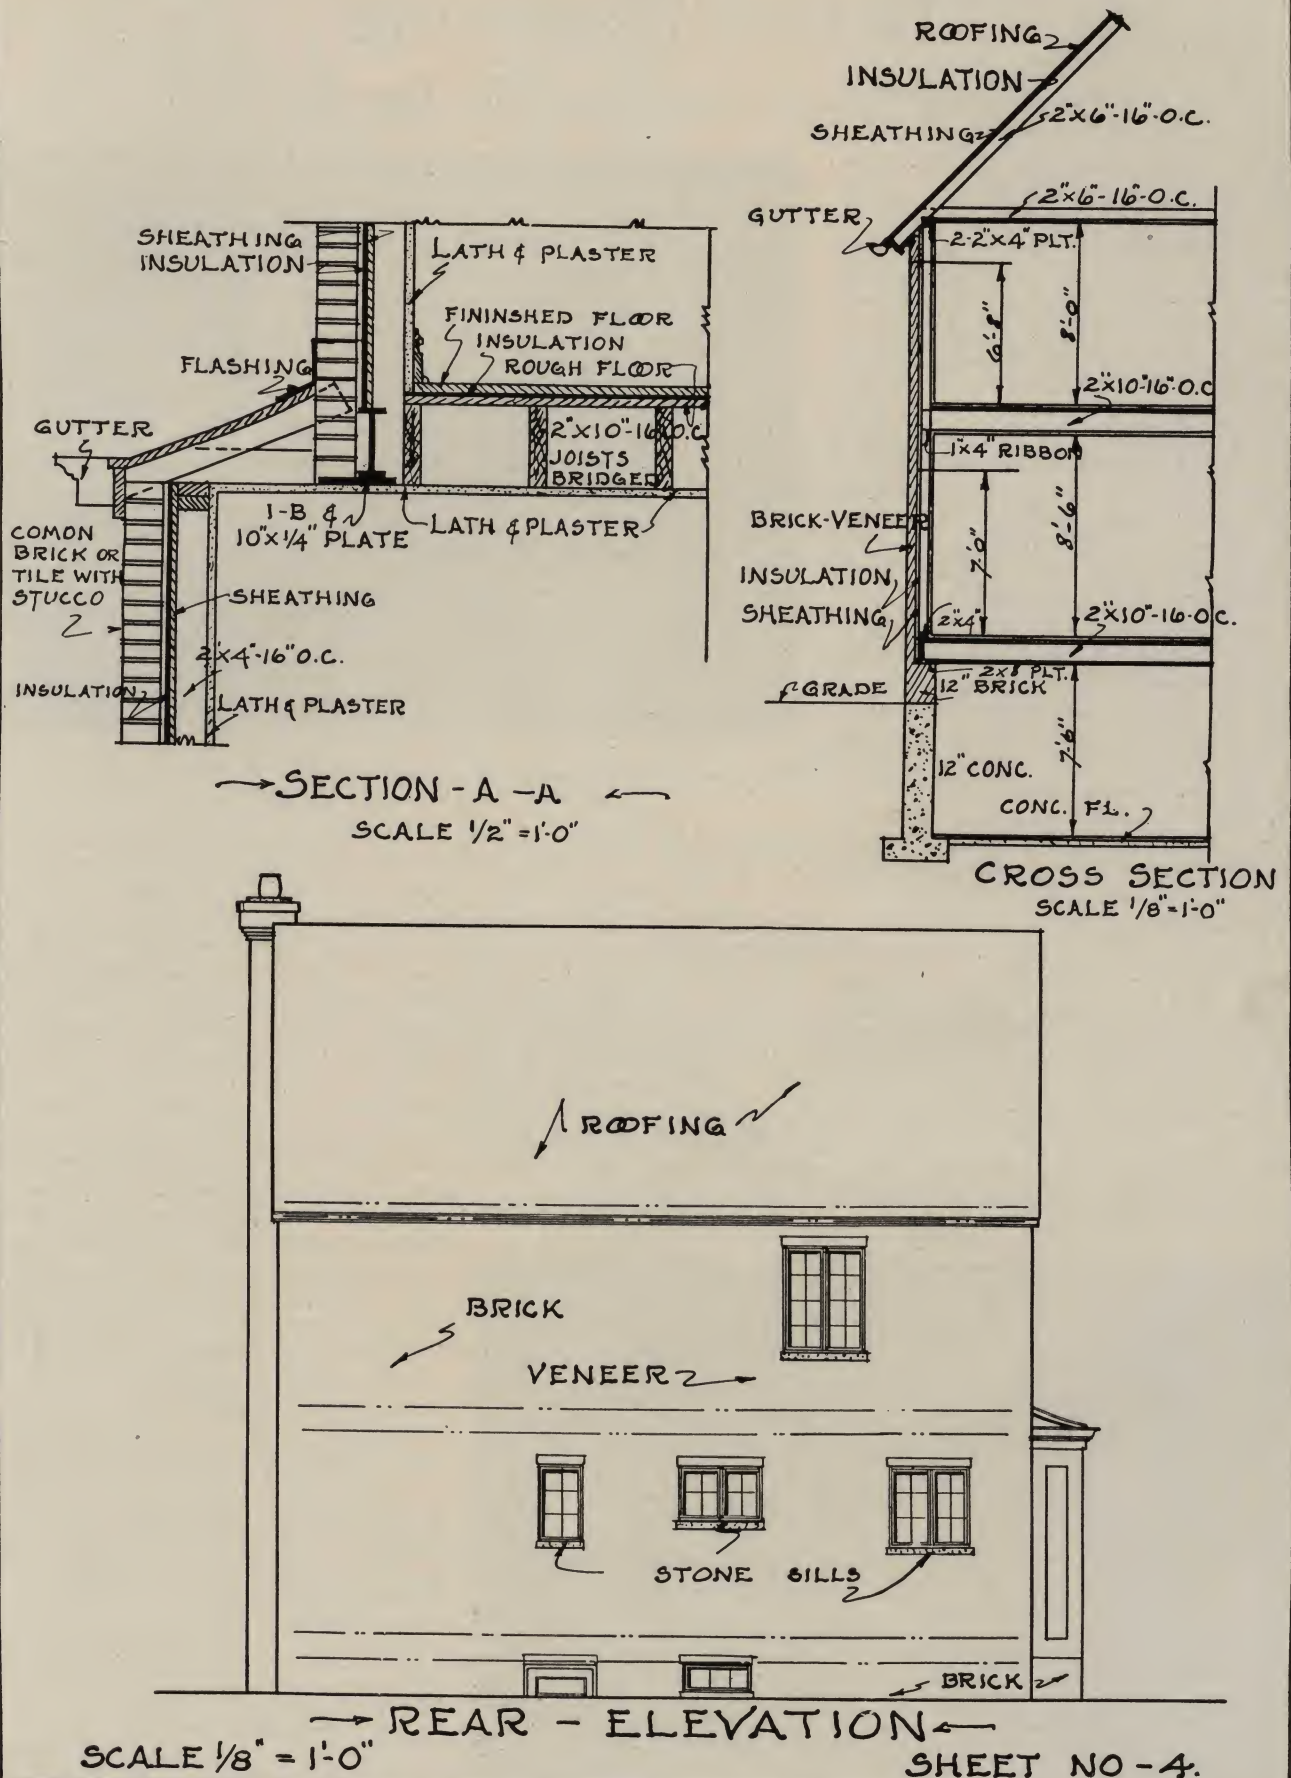 ROOFING
INSULATION
SHEATHING
2"X6"-16"-O.C.
2"X6"-16"-O.C.
GUTTER
2-2"X4" PLT.
6'-8"
8'-0"
2"X10"-16"-O.C
1"X4" RIBBON
BRICK-VENEER
7'-0"
8'-6"
INSULATION
SHEATHING
2"X4"
2"X10"-16-O.C.
2X8" PLT.
GRADE
12" BRICK
7'-6"
12" CONC.
CONC. FL.
CROSS SECTION
SCALE 1/8"=1'-0"
SHEATHING
INSULATION
LATH & PLASTER
FININSHED FLOOR
INSULATION
ROUGH FLOOR
FLASHING
GUTTER
2"X10"-16"O.C.
JOISTS
BRIDGED
1-B &
10"X1/4" PLATE
LATH & PLASTER
COMON
BRICK OR
TILE WITH
STUCCO
SHEATHING
2"X4"-16"O.C.
INSULATION
LATH & PLASTER
SECTION - A - A
SCALE 1/2"=1'-0"
ROOFING
BRICK
VENEER
STONE SILLS
BRICK
REAR - ELEVATION
SCALE 1/8" = 1'-0"
SHEET NO - 4.